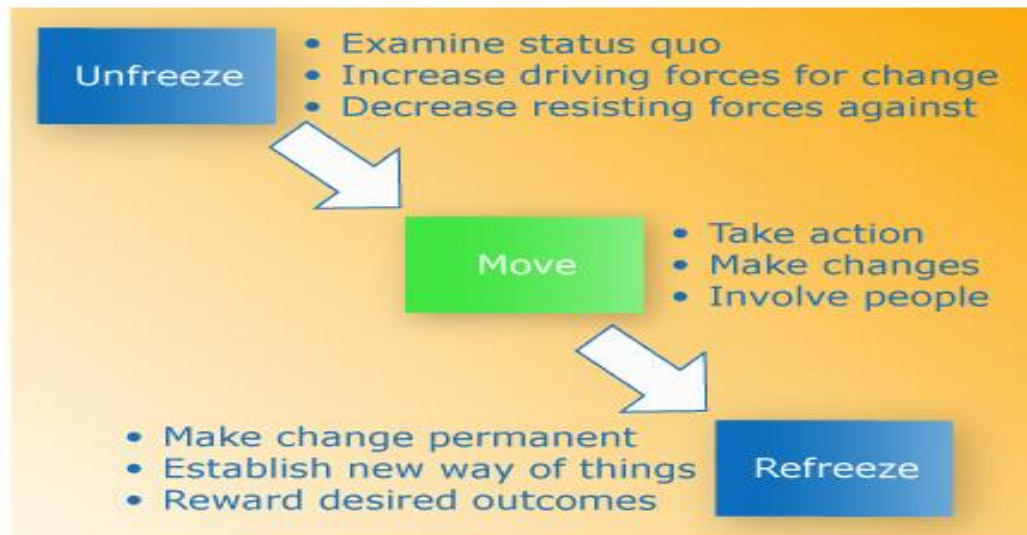 Unfreeze
• Examine status quo
• Increase driving forces for change
• Decrease resisting forces against
Move
• Take action
• Make changes
• Involve people
• Make change permanent
• Establish new way of things
• Reward desired outcomes
Refreeze